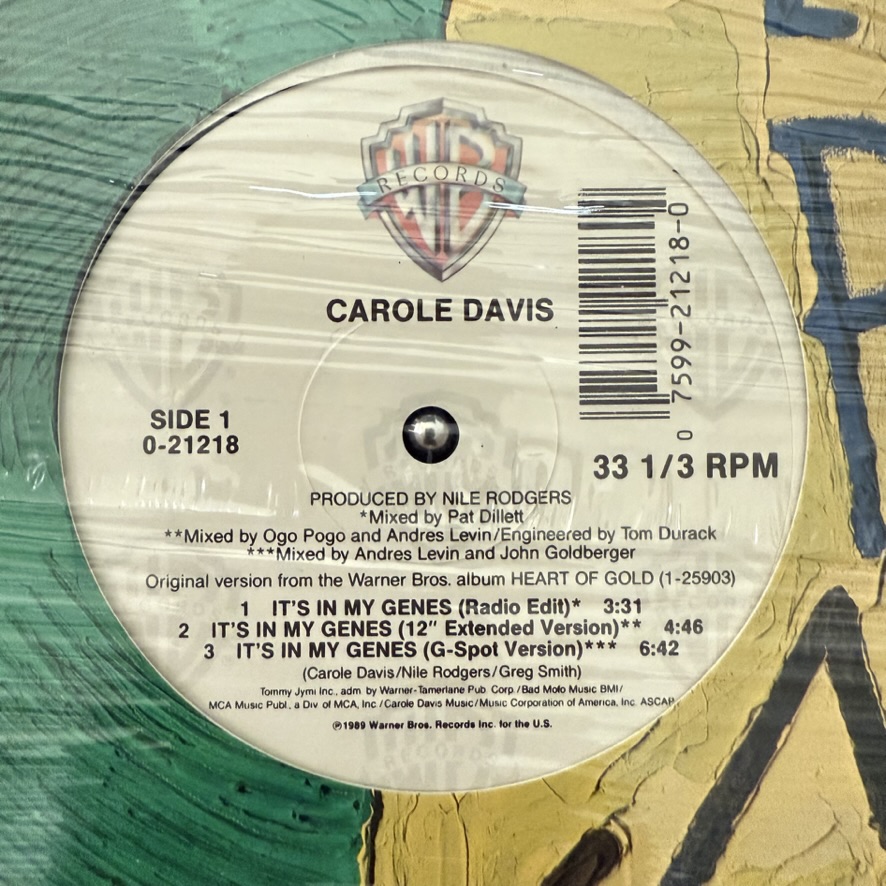 WB
RECORDS
CAROLE DAVIS
0 7599-21218-0
SIDE 1
0-21218
33 1/3 RPM
PRODUCED BY NILE RODGERS
*Mixed by Pat Dillett
**Mixed by Ogo Pogo and Andres Levin/Engineered by Tom Durack
***Mixed by Andres Levin and John Goldberger
Original version from the Warner Bros. album HEART OF GOLD (1-25903)
1 IT'S IN MY GENES (Radio Edit)* 3:31
2 IT'S IN MY GENES (12" Extended Version)** 4:46
3 IT'S IN MY GENES (G-Spot Version)*** 6:42
(Carole Davis/Nile Rodgers/Greg Smith)
Tommy Jymi Inc., adm. by Warner-Tamerlane Pub. Corp./Bad Mofo Music BMI/
MCA Music Publ., a Div. of MCA, Inc./Carole Davis Music/Music Corporation of America, Inc. ASCAP
℗1989 Warner Bros. Records Inc. for the U.S.